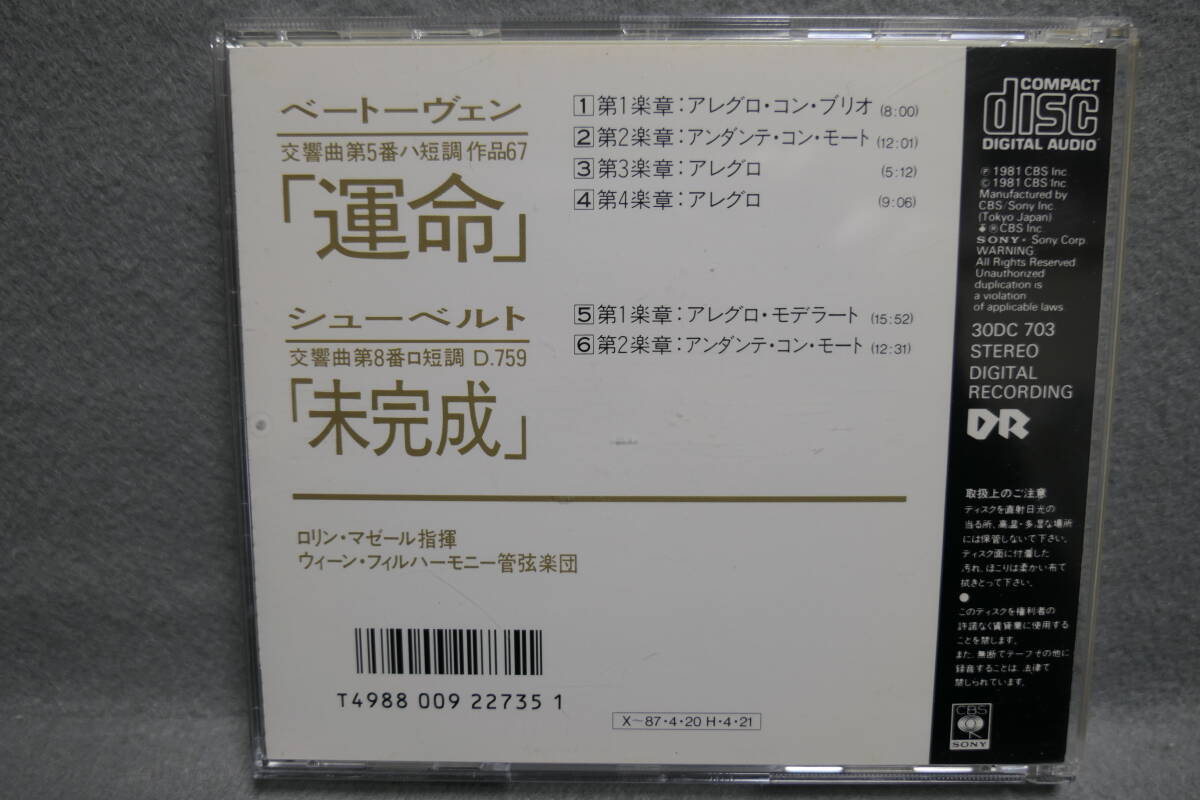 ベートーヴェン
交響曲第5番ハ短調 作品67
「運命」
1 第1楽章：アレグロ・コン・ブリオ (8:00)
2 第2楽章：アンダンテ・コン・モート (12:01)
3 第3楽章：アレグロ (5:12)
4 第4楽章：アレグロ (9:06)
シューベルト
交響曲第8番ロ短調 D.759
「未完成」
5 第1楽章：アレグロ・モデラート (15:52)
6 第2楽章：アンダンテ・コン・モート (12:31)
ロリン・マゼール指揮
ウィーン・フィルハーモニー管弦楽団
T4988 009 22735 1
X－87・4・20 H・4・21
COMPACT
disc
DIGITAL AUDIO
Ⓟ 1981 CBS Inc.
© 1981 CBS Inc.
Manufactured by
CBS/Sony Inc.
(Tokyo Japan)
® CBS Inc.
SONY Sony Corp.
WARNING
All Rights Reserved.
Unauthorized
duplication is
a violation
of applicable laws.
30DC 703
STEREO
DIGITAL
RECORDING
DR
取扱上のご注意
ディスクを直射日光の
当る所、高温・多湿な場所
には保管しないで下さい。
ディスク面に付着した
汚れ、ほこりは柔かい布で
拭きとって下さい。
●
このディスクを権利者の
許諾なく賃貸業に使用する
ことを禁じます。
また、無断でテープその他に
録音することは、法律で
禁じられています。
CBS
SONY